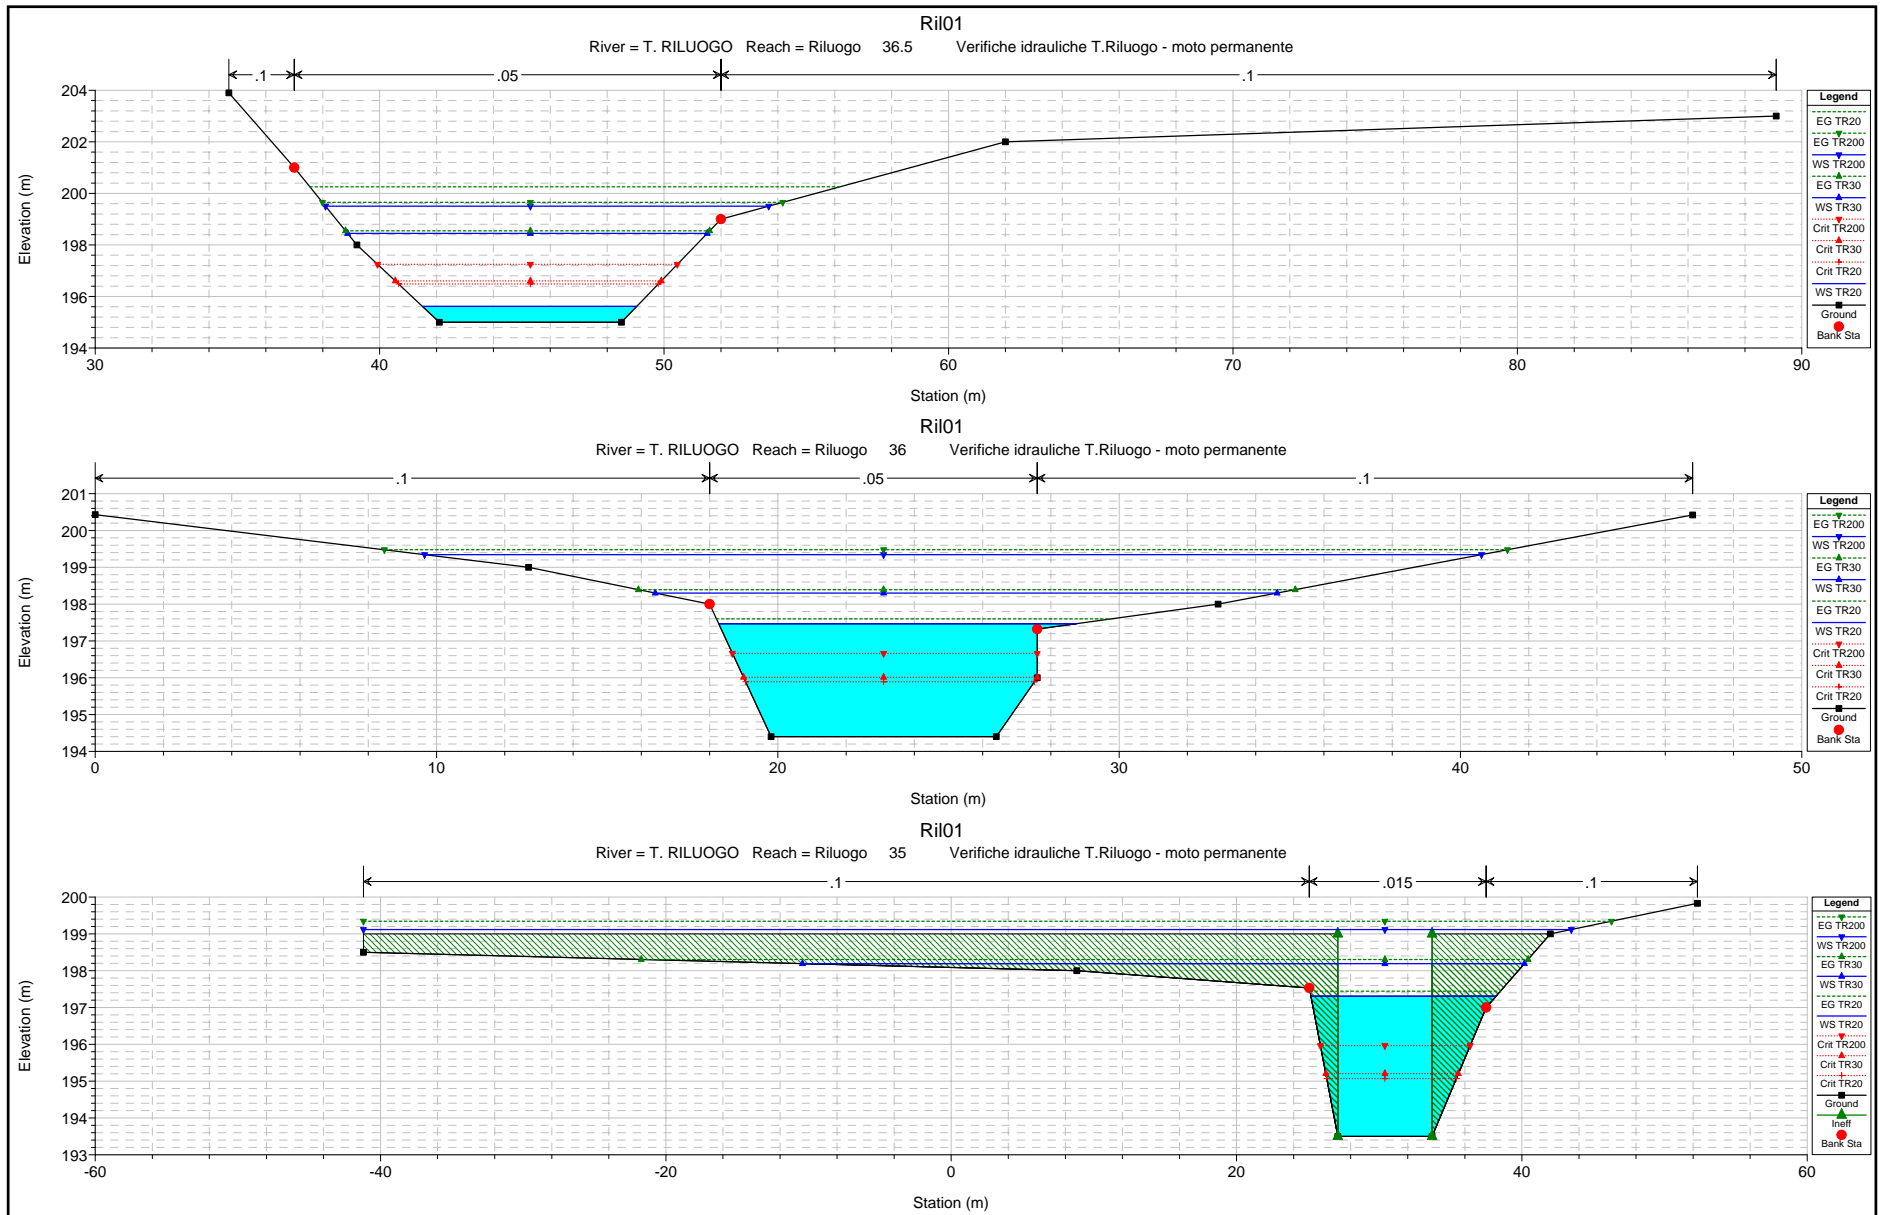 Ril01
River = T. RILUOGO Reach = Riluogo 36.5 Verifiche idrauliche T.Riluogo - moto permanente
.1 .05 .1
204
202
200
198
196
194
Elevation (m)
30 40 50 60 70 80 90
Station (m)
Legend
EG TR20
EG TR200
WS TR200
EG TR30
WS TR30
Crit TR200
Crit TR30
Crit TR20
WS TR20
Ground
Bank Sta
Ril01
River = T. RILUOGO Reach = Riluogo 36 Verifiche idrauliche T.Riluogo - moto permanente
.1 .05 .1
201
200
199
198
197
196
195
194
Elevation (m)
0 10 20 30 40 50
Station (m)
Legend
EG TR200
WS TR200
EG TR30
WS TR30
EG TR20
WS TR20
Crit TR200
Crit TR30
Crit TR20
Ground
Bank Sta
Ril01
River = T. RILUOGO Reach = Riluogo 35 Verifiche idrauliche T.Riluogo - moto permanente
.1 .015 .1
200
199
198
197
196
195
194
193
Elevation (m)
-60 -40 -20 0 20 40 60
Station (m)
Legend
EG TR200
WS TR200
EG TR30
WS TR30
EG TR20
WS TR20
Crit TR200
Crit TR30
Crit TR20
Ground
Ineff
Bank Sta